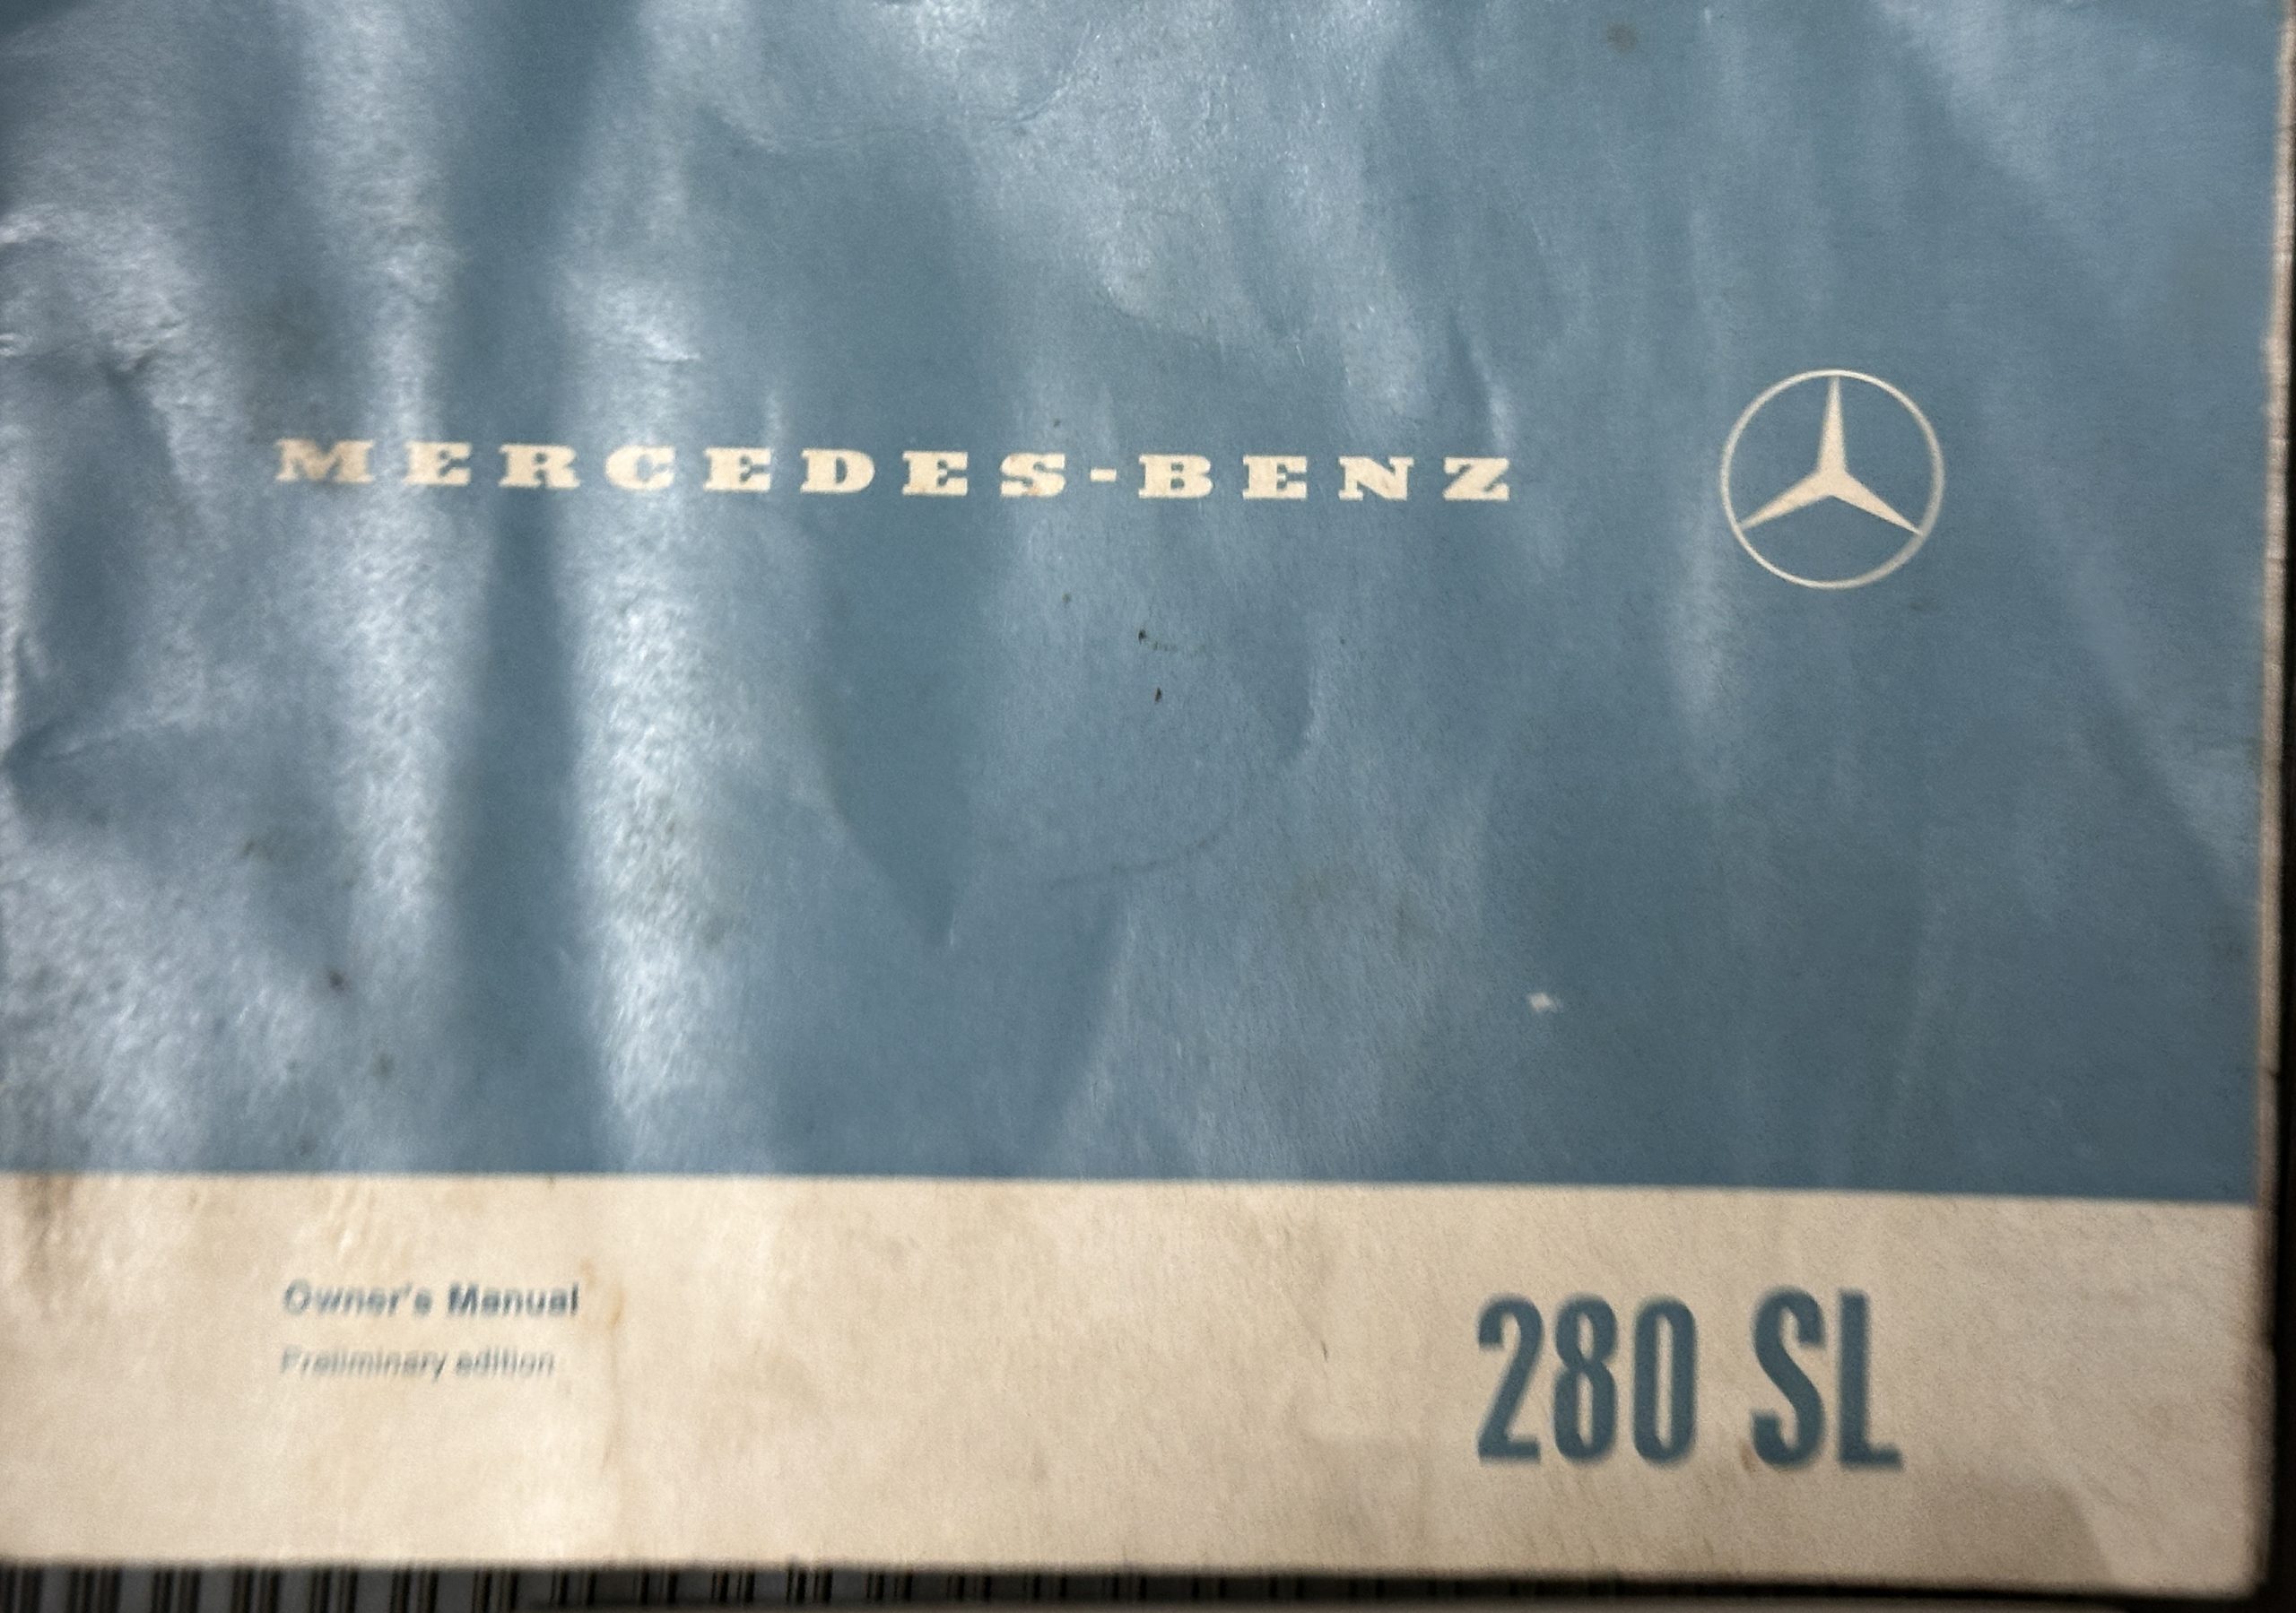 MERCEDES-BENZ
Owner's Manual
Preliminary edition
280 SL